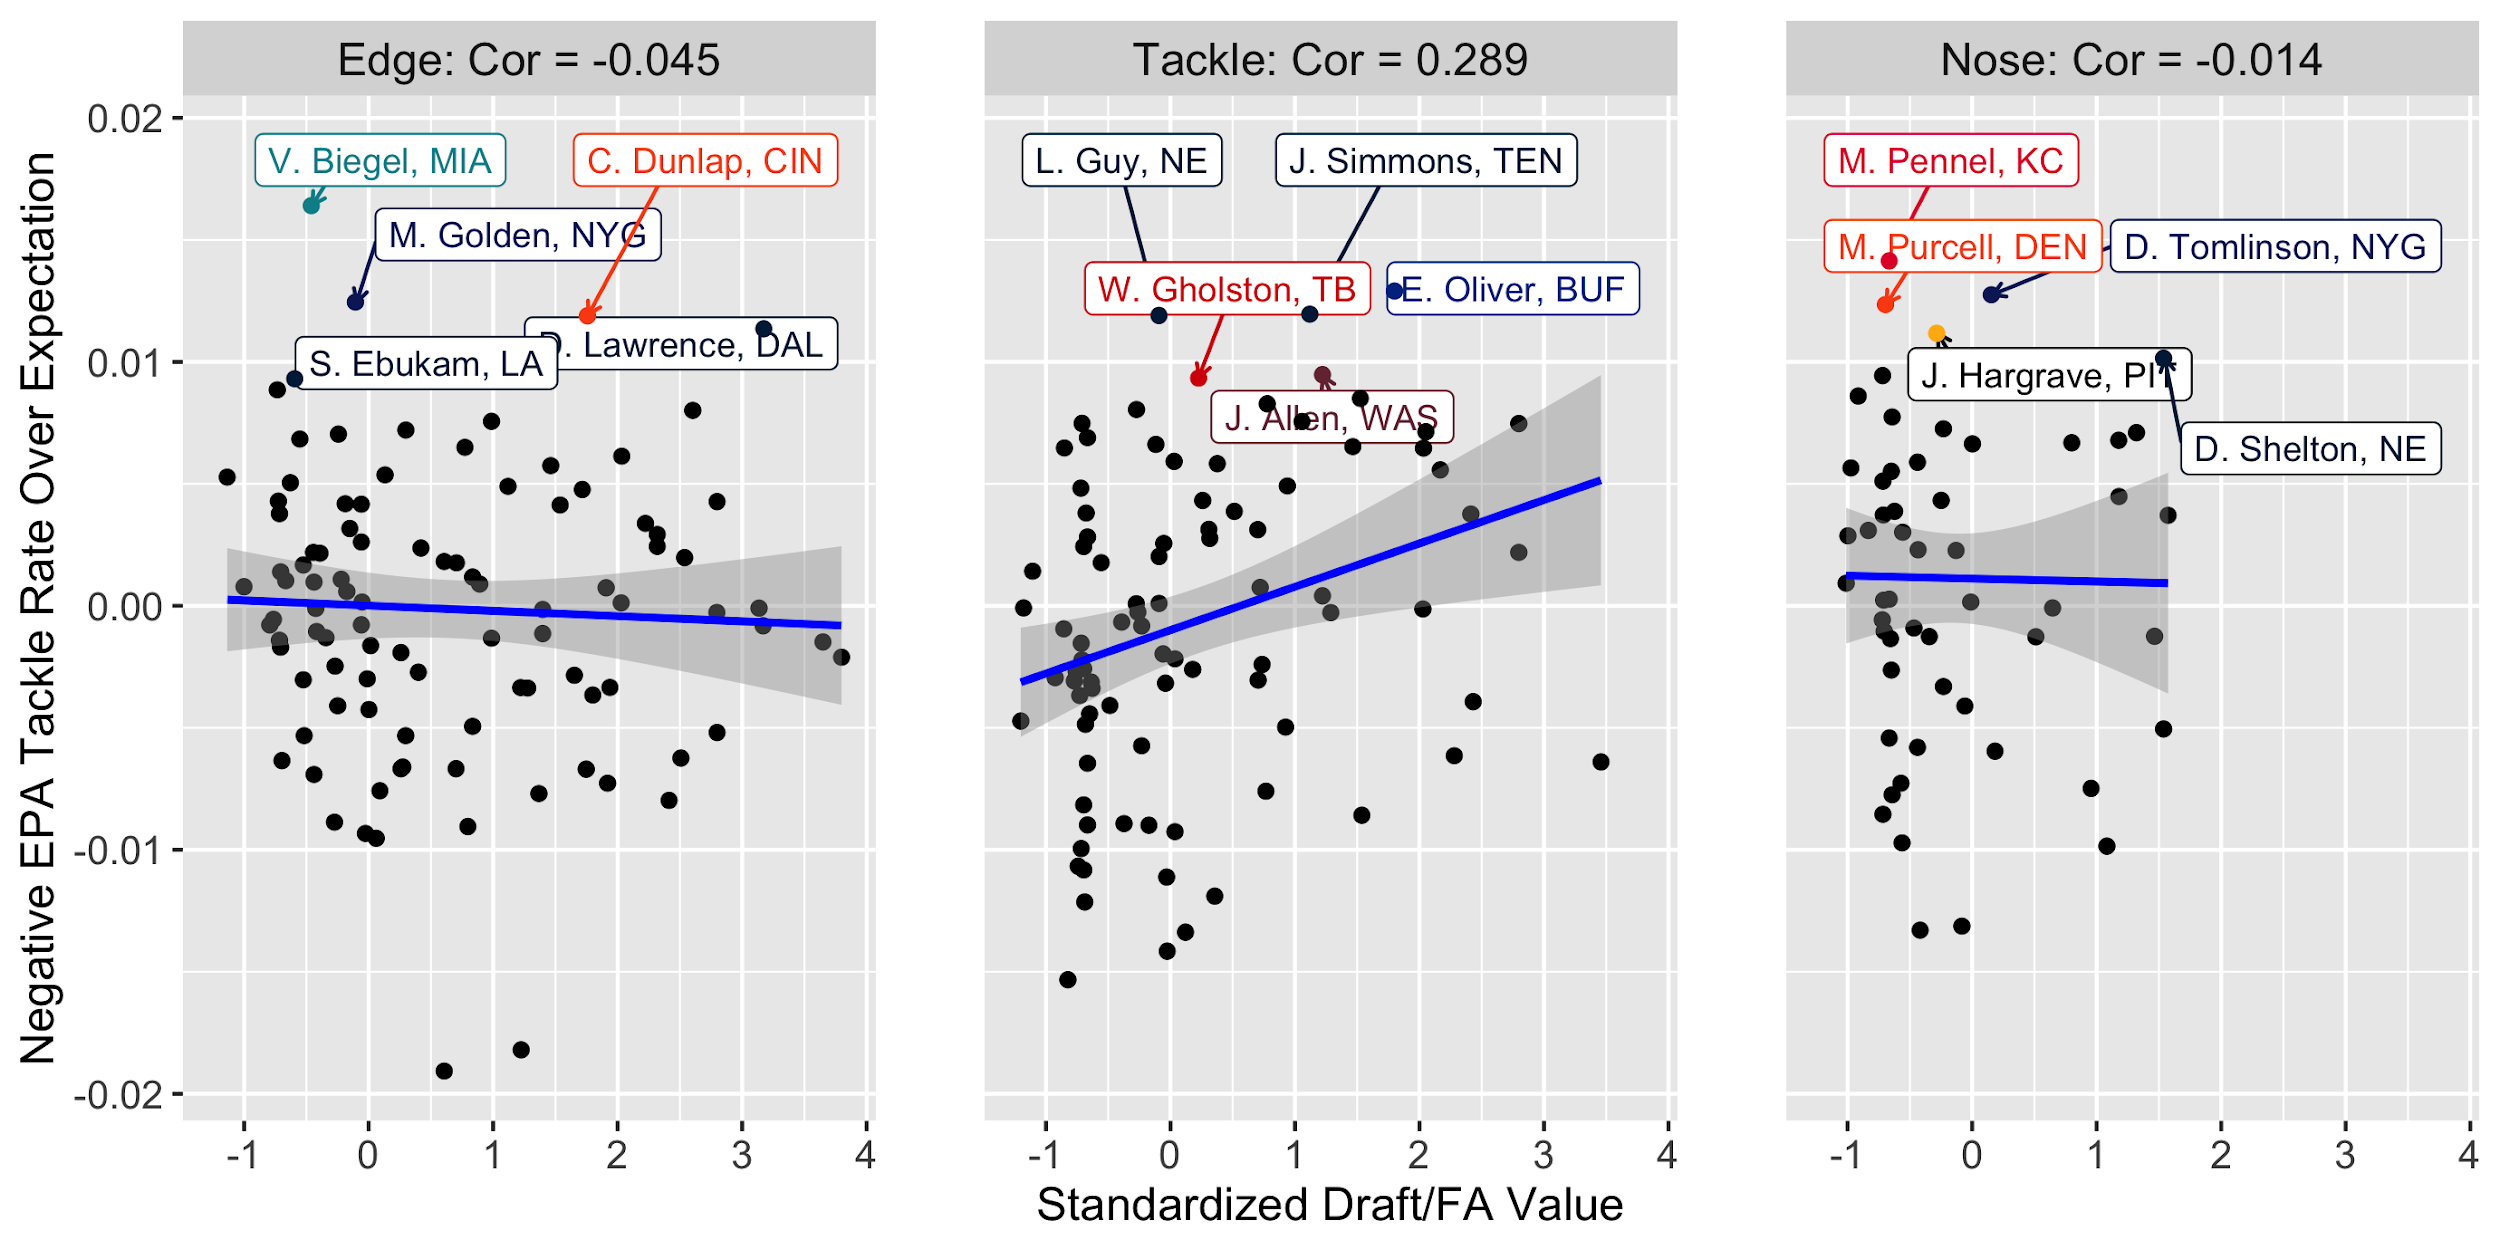 Edge: Cor = -0.045
Tackle: Cor = 0.289
Nose: Cor = -0.014
Negative EPA Tackle Rate Over Expectation
0.02
0.01
0.00
-0.01
-0.02
V. Biegel, MIA
C. Dunlap, CIN
M. Golden, NYG
D. Lawrence, DAL
S. Ebukam, LA
L. Guy, NE
J. Simmons, TEN
W. Gholston, TB
E. Oliver, BUF
J. Allen, WAS
M. Pennel, KC
M. Purcell, DEN
D. Tomlinson, NYG
J. Hargrave, PIT
D. Shelton, NE
-1 0 1 2 3 4
-1 0 1 2 3 4
-1 0 1 2 3 4
Standardized Draft/FA Value